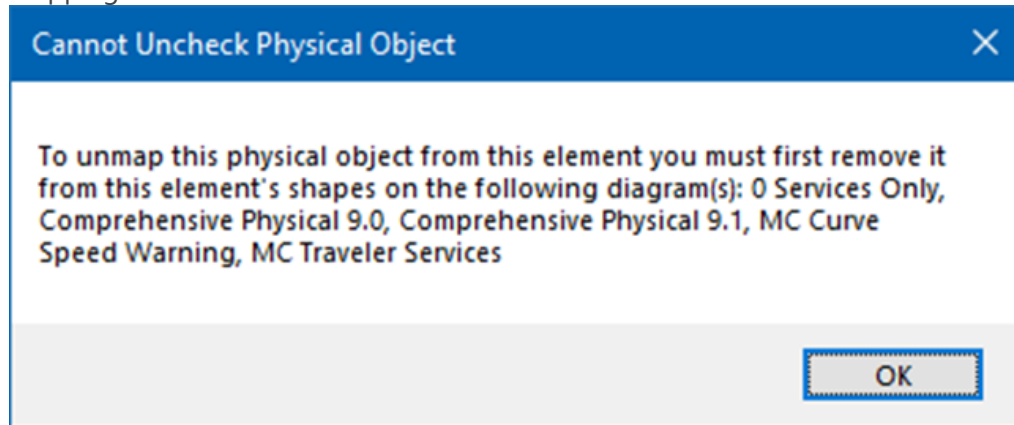 Cannot Uncheck Physical Object
To unmap this physical object from this element you must first remove it
from this element's shapes on the following diagram(s): 0 Services Only,
Comprehensive Physical 9.0, Comprehensive Physical 9.1, MC Curve
Speed Warning, MC Traveler Services
OK